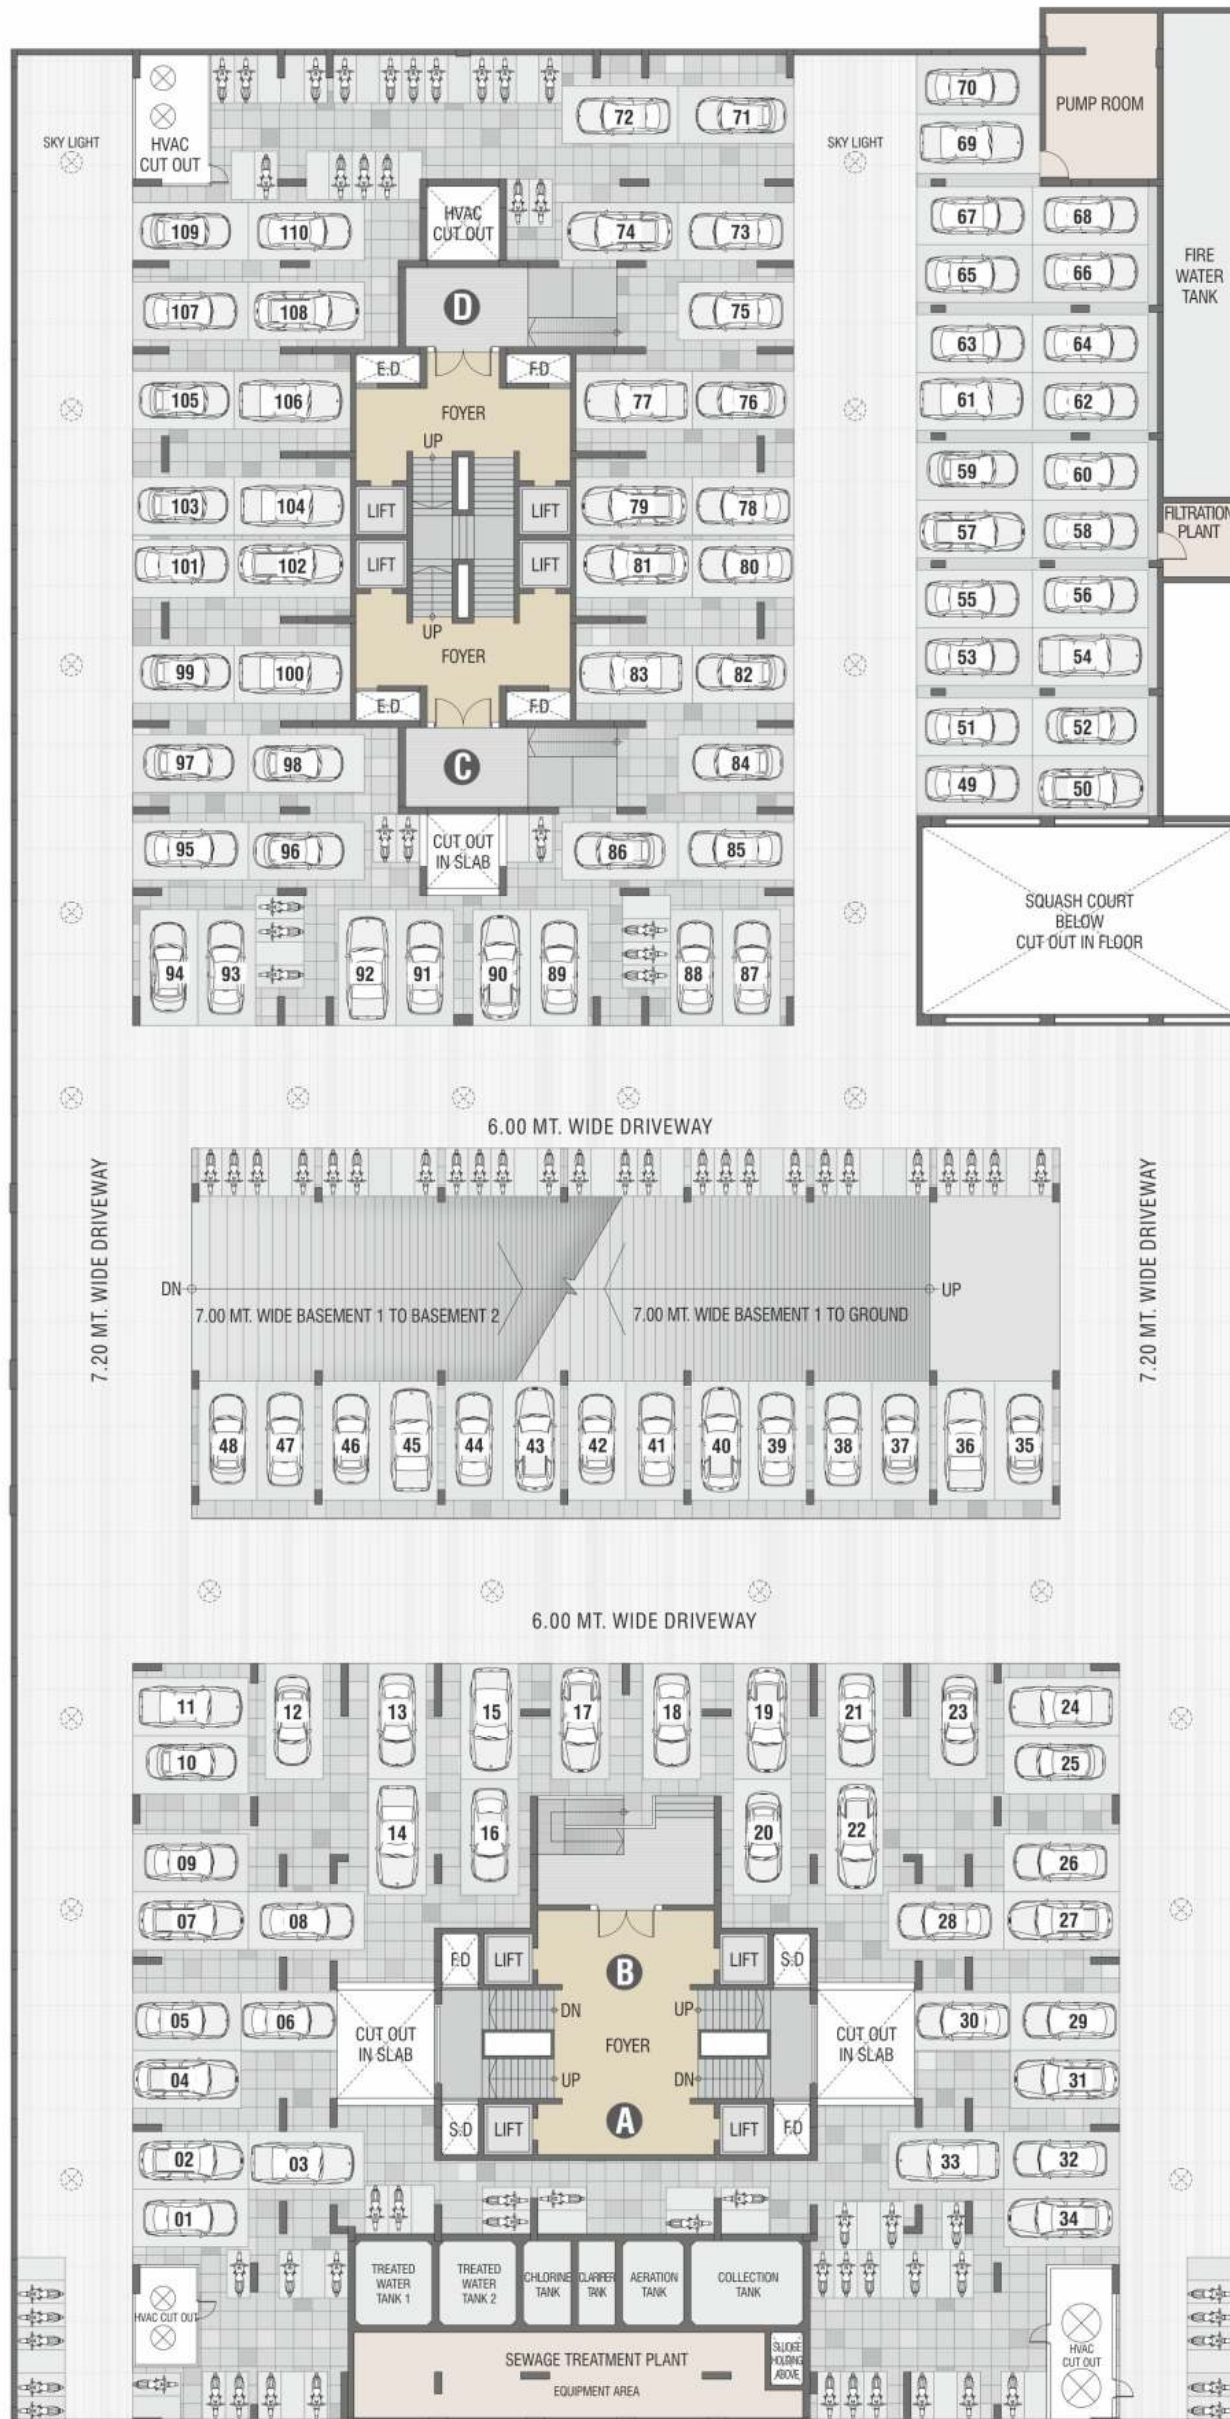 PUMP ROOM
70
72
71
SKY LIGHT
HVAC
CUT OUT
SKY LIGHT
69
109
110
HVAC
CUT OUT
74
73
67
68
65
66
FIRE
WATER
TANK
107
108
D
75
63
64
E.D
F.D
105
106
FOYER
77
76
61
62
UP
59
60
103
104
LIFT
LIFT
79
78
57
58
FILTRATION
PLANT
101
102
LIFT
LIFT
81
80
55
56
UP
FOYER
99
100
83
82
53
54
E.D
F.D
51
52
97
98
C
84
49
50
95
96
CUT OUT
IN SLAB
86
85
SQUASH COURT
BELOW
CUT OUT IN FLOOR
94
93
92
91
90
89
88
87
6.00 MT. WIDE DRIVEWAY
7.20 MT. WIDE DRIVEWAY
7.20 MT. WIDE DRIVEWAY
DN
UP
7.00 MT. WIDE BASEMENT 1 TO BASEMENT 2
7.00 MT. WIDE BASEMENT 1 TO GROUND
48
47
46
45
44
43
42
41
40
39
38
37
36
35
6.00 MT. WIDE DRIVEWAY
11
12
13
15
17
18
19
21
23
24
10
25
14
16
20
22
09
26
07
08
28
27
F.D
LIFT
B
LIFT
S.D
05
06
CUT OUT
IN SLAB
DN
UP
FOYER
UP
DN
CUT OUT
IN SLAB
30
29
04
31
S.D
LIFT
A
LIFT
F.D
02
03
33
32
01
34
TREATED
WATER
TANK 1
TREATED
WATER
TANK 2
CHLORINE
TANK
CLARIFIER
TANK
AERATION
TANK
COLLECTION
TANK
HVAC CUT OUT
HVAC
CUT OUT
SEWAGE TREATMENT PLANT
EQUIPMENT AREA
SLUDGE
HOLDING
ABOVE